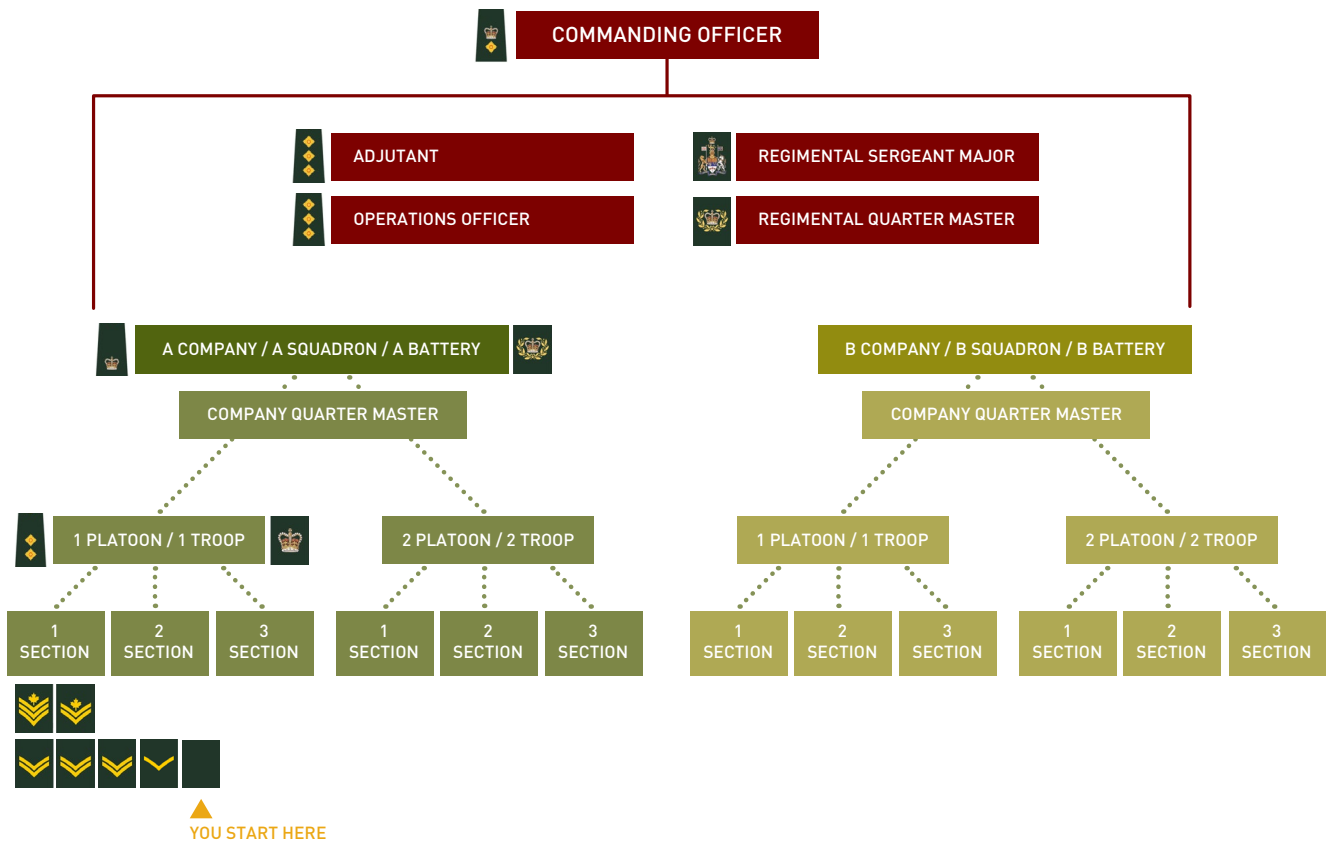 COMMANDING OFFICER
ADJUTANT
REGIMENTAL SERGEANT MAJOR
OPERATIONS OFFICER
REGIMENTAL QUARTER MASTER
A COMPANY / A SQUADRON / A BATTERY
B COMPANY / B SQUADRON / B BATTERY
COMPANY QUARTER MASTER
COMPANY QUARTER MASTER
1 PLATOON / 1 TROOP
2 PLATOON / 2 TROOP
1 PLATOON / 1 TROOP
2 PLATOON / 2 TROOP
1
SECTION
2
SECTION
3
SECTION
1
SECTION
2
SECTION
3
SECTION
1
SECTION
2
SECTION
3
SECTION
1
SECTION
2
SECTION
3
SECTION
YOU START HERE